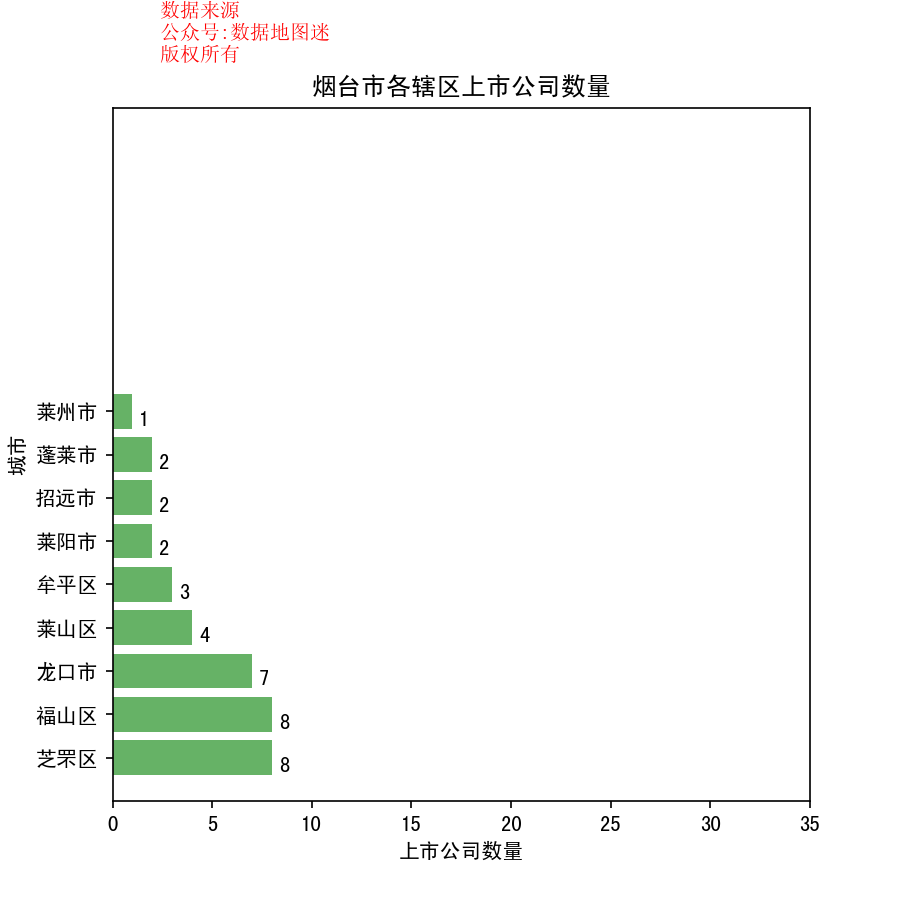 数据来源
公众号:数据地图迷
版权所有
烟台市各辖区上市公司数量
城市
莱州市 1
蓬莱市 2
招远市 2
莱阳市 2
牟平区 3
莱山区 4
龙口市 7
福山区 8
芝罘区 8
0 5 10 15 20 25 30 35
上市公司数量